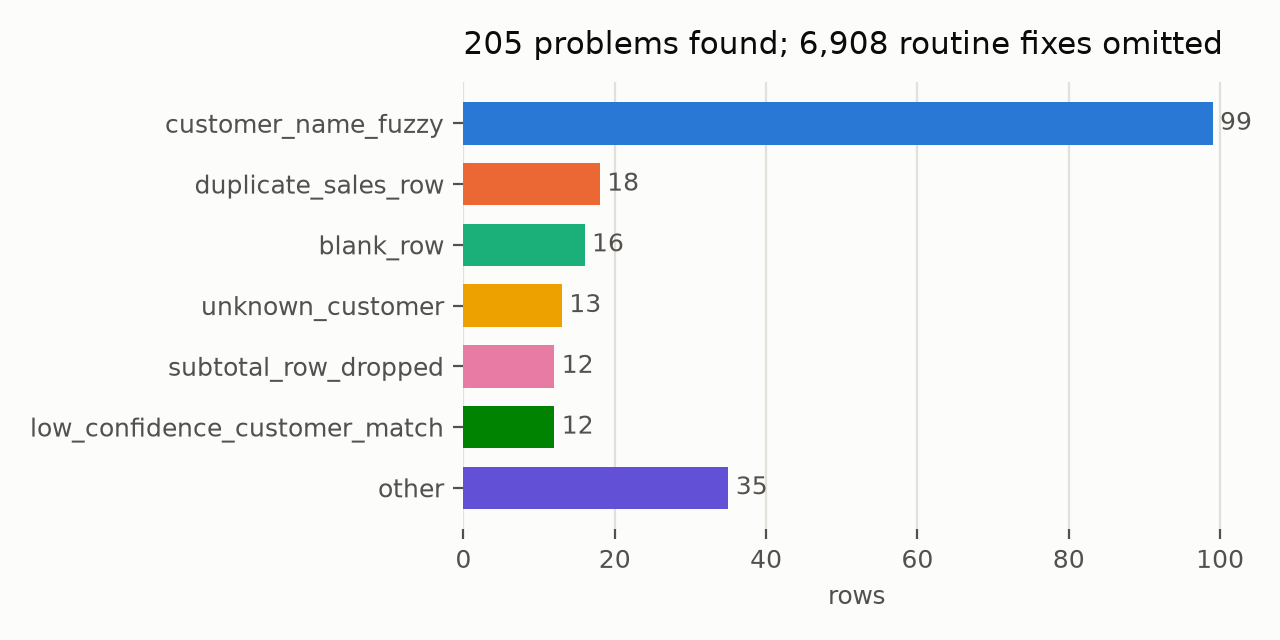 205 problems found; 6,908 routine fixes omitted
customer_name_fuzzy 99
duplicate_sales_row 18
blank_row 16
unknown_customer 13
subtotal_row_dropped 12
low_confidence_customer_match 12
other 35
0 20 40 60 80 100
rows